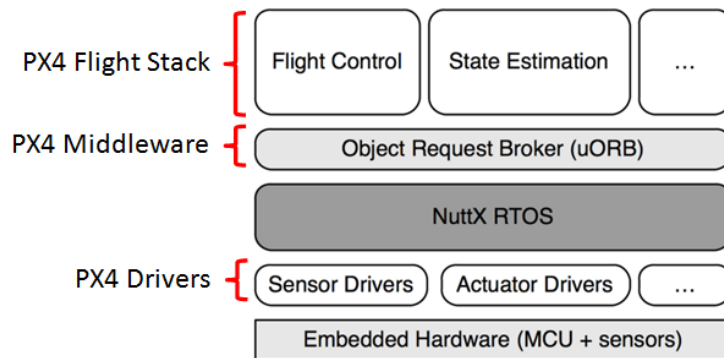 PX4 Flight Stack
Flight Control
State Estimation
...
PX4 Middleware
Object Request Broker (uORB)
NuttX RTOS
PX4 Drivers
Sensor Drivers
Actuator Drivers
...
Embedded Hardware (MCU + sensors)